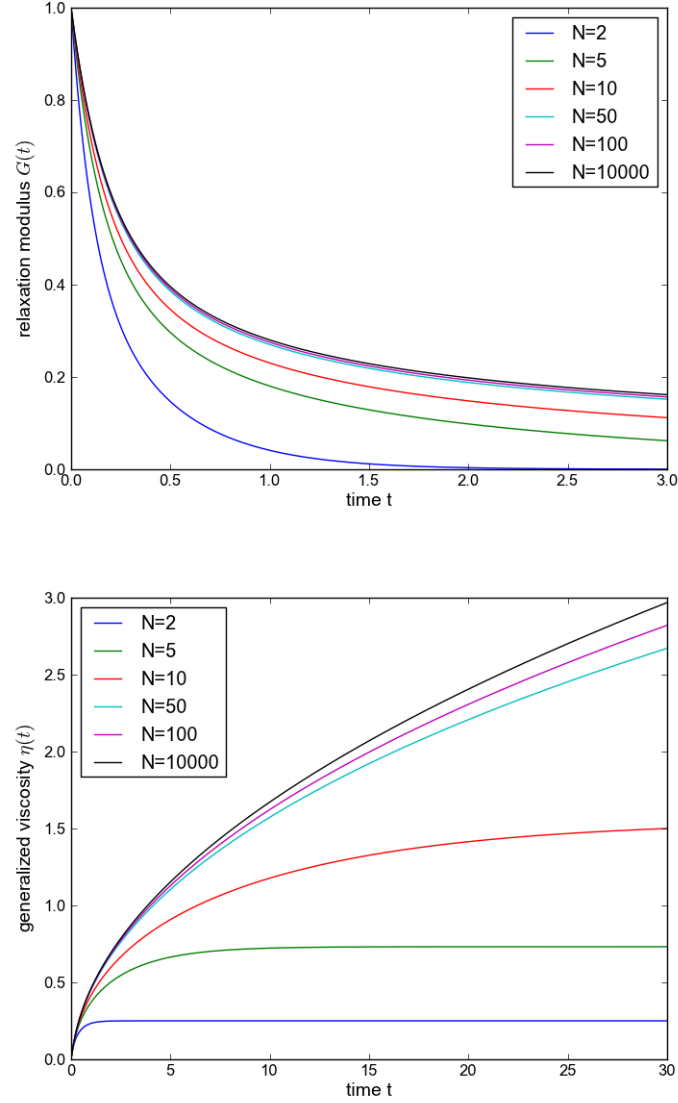 1.0
0.8
0.6
0.4
0.2
0.0
relaxation modulus G(t)
N=2
N=5
N=10
N=50
N=100
N=10000
0.0 0.5 1.0 1.5 2.0 2.5 3.0
time t
3.0
2.5
2.0
1.5
1.0
0.5
0.0
generalized viscosity η(t)
N=2
N=5
N=10
N=50
N=100
N=10000
0 5 10 15 20 25 30
time t